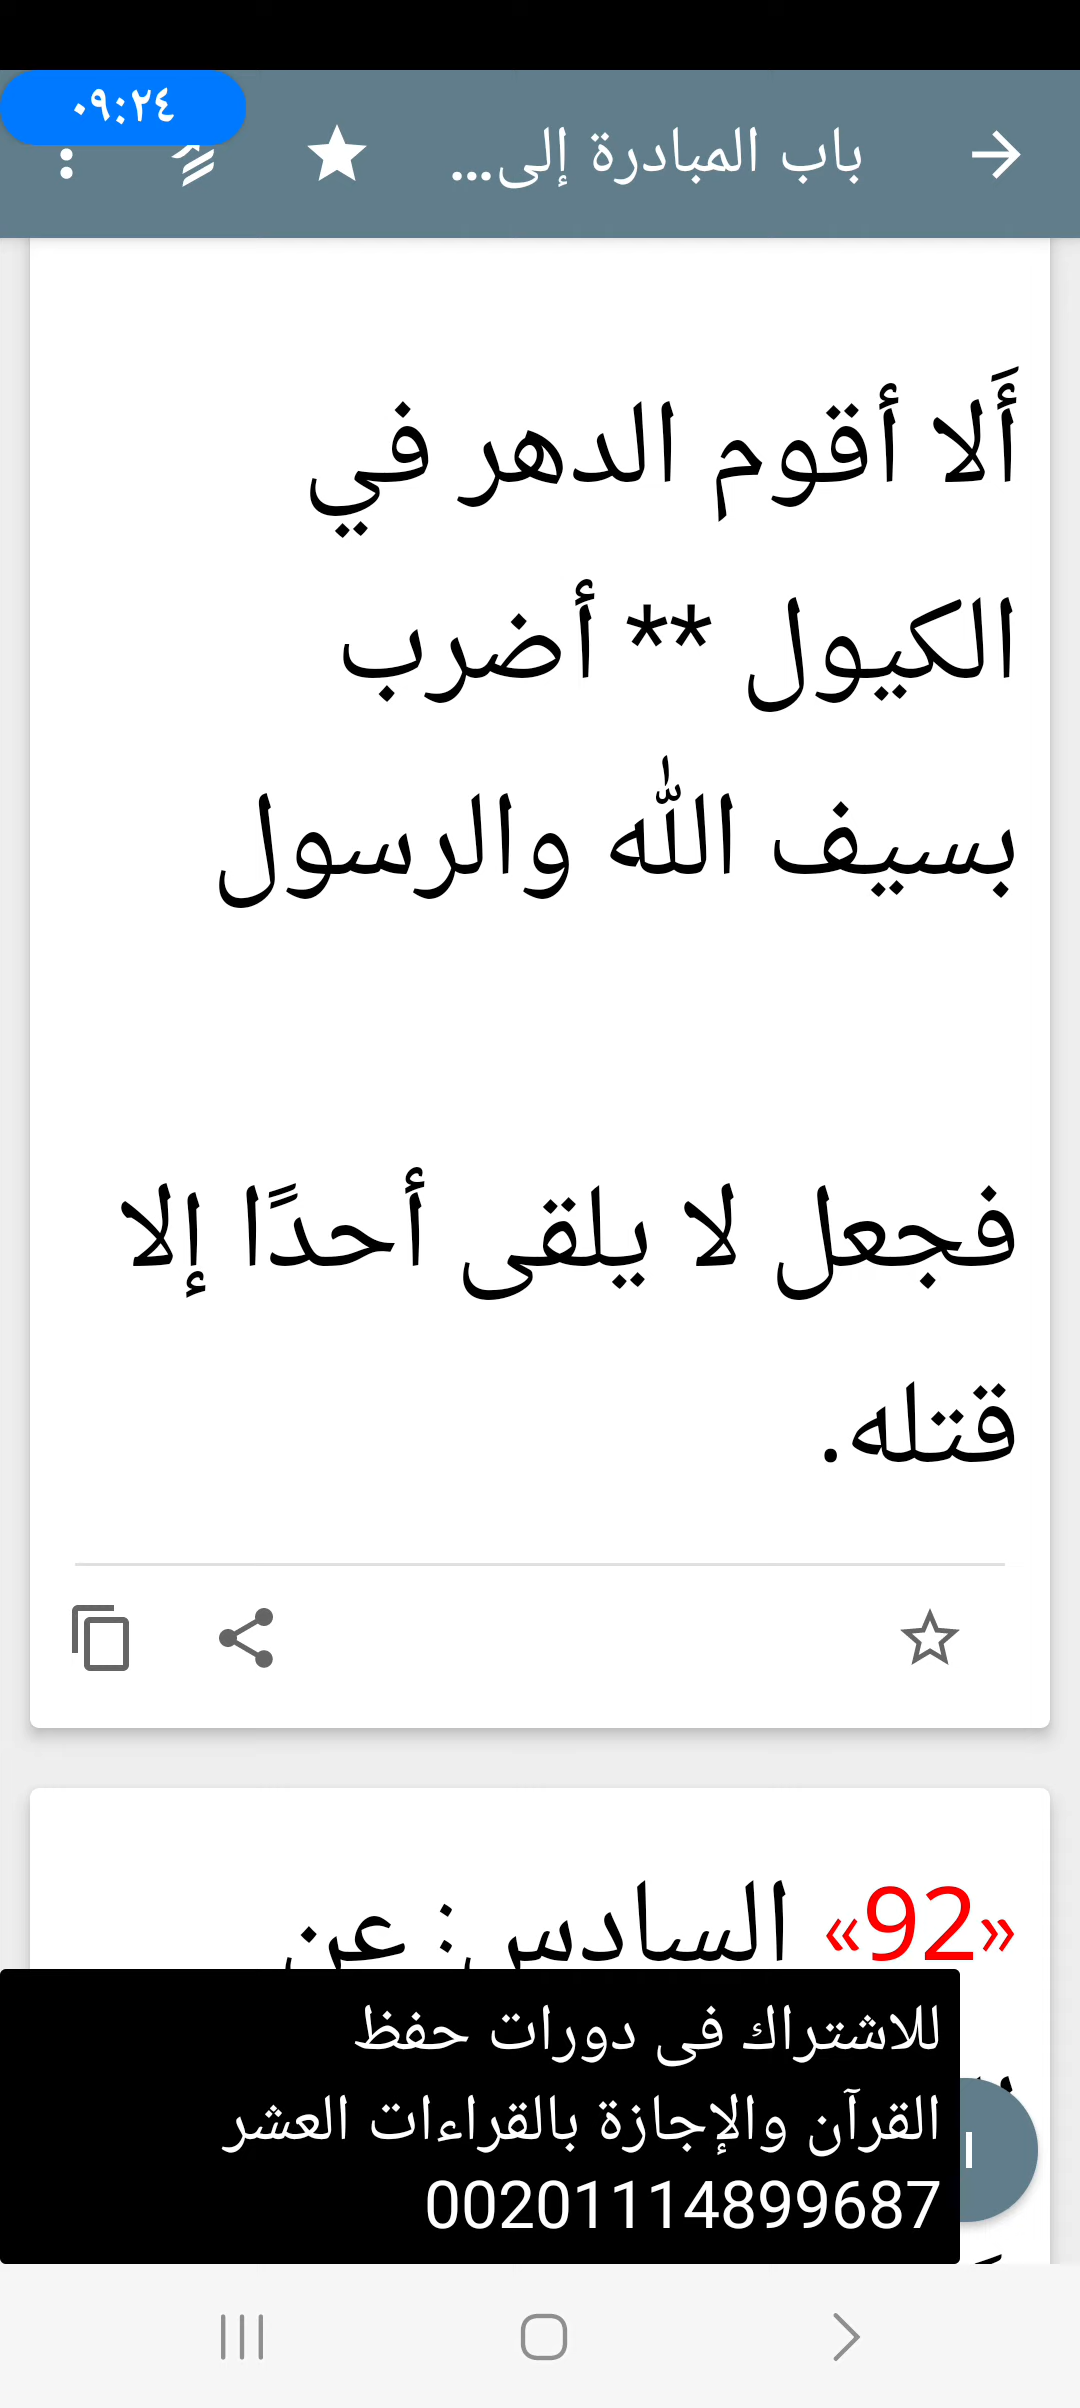 ٠٩:٢٤
باب المبادرة إلى...
أَلا أقوم الدهر في
الكيول ** أضرب
بسيف الله والرسول
فجعل لا يلقى أحدًا إلا
قتله.
«92» السادس: عن
للاشتراك فى دورات حفظ
القرآن والإجازة بالقراءات العشر
00201114899687